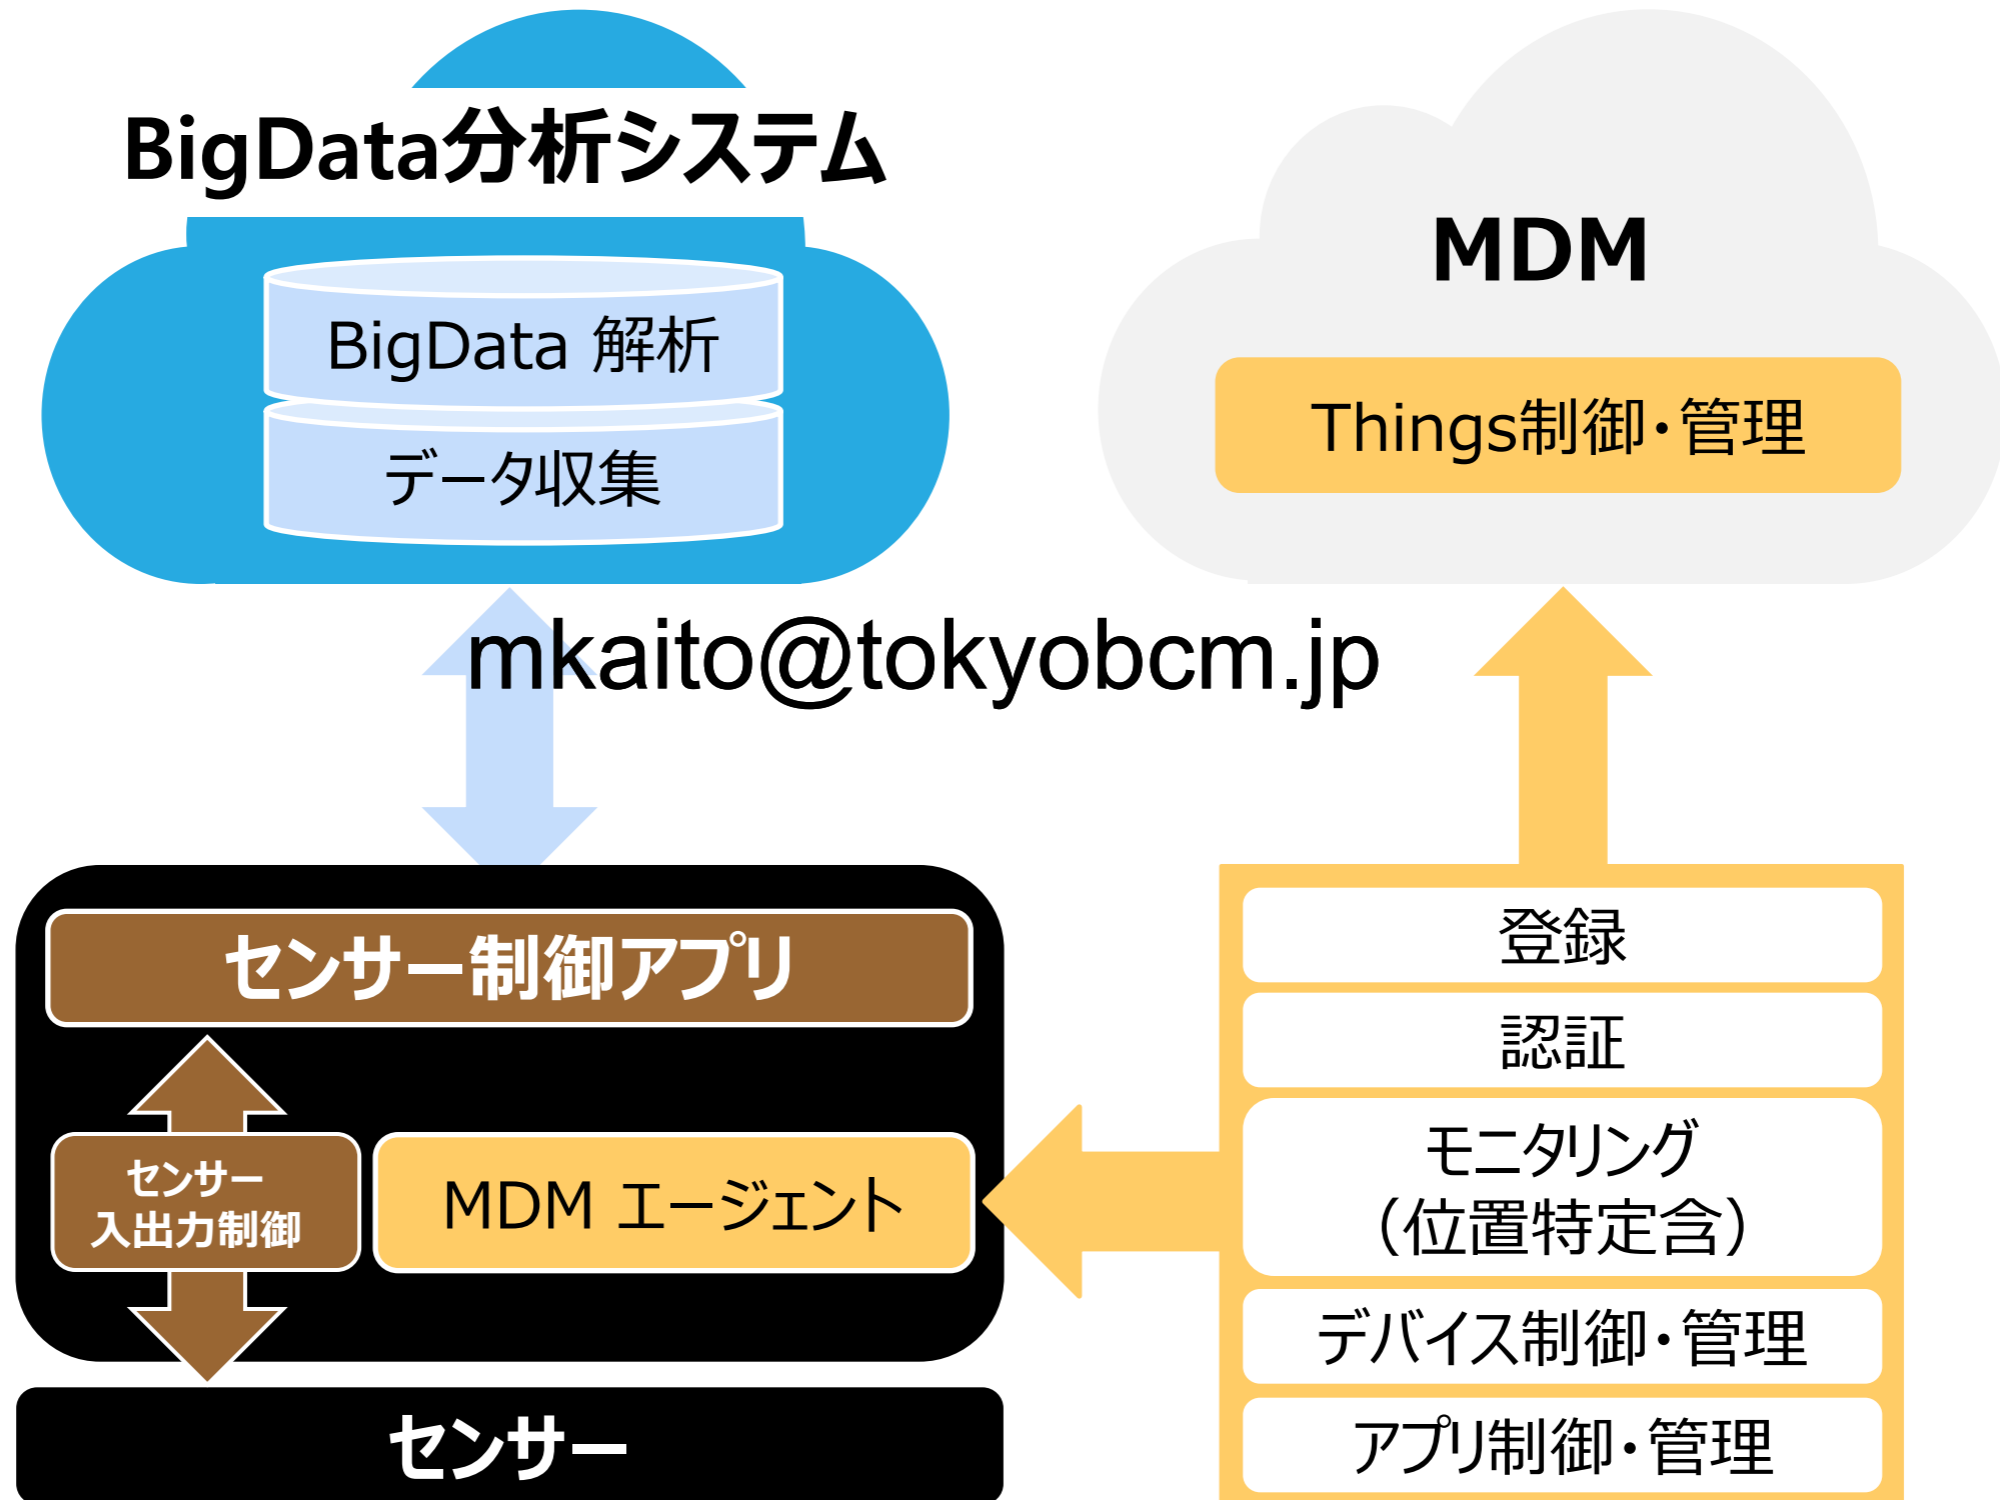 BigData分析システム
BigData 解析
データ収集
MDM
Things制御・管理
mkaito@tokyobcm.jp
センサー制御アプリ
センサー
入出力制御
MDM エージェント
センサー
登録
認証
モニタリング
（位置特定含）
デバイス制御・管理
アプリ制御・管理